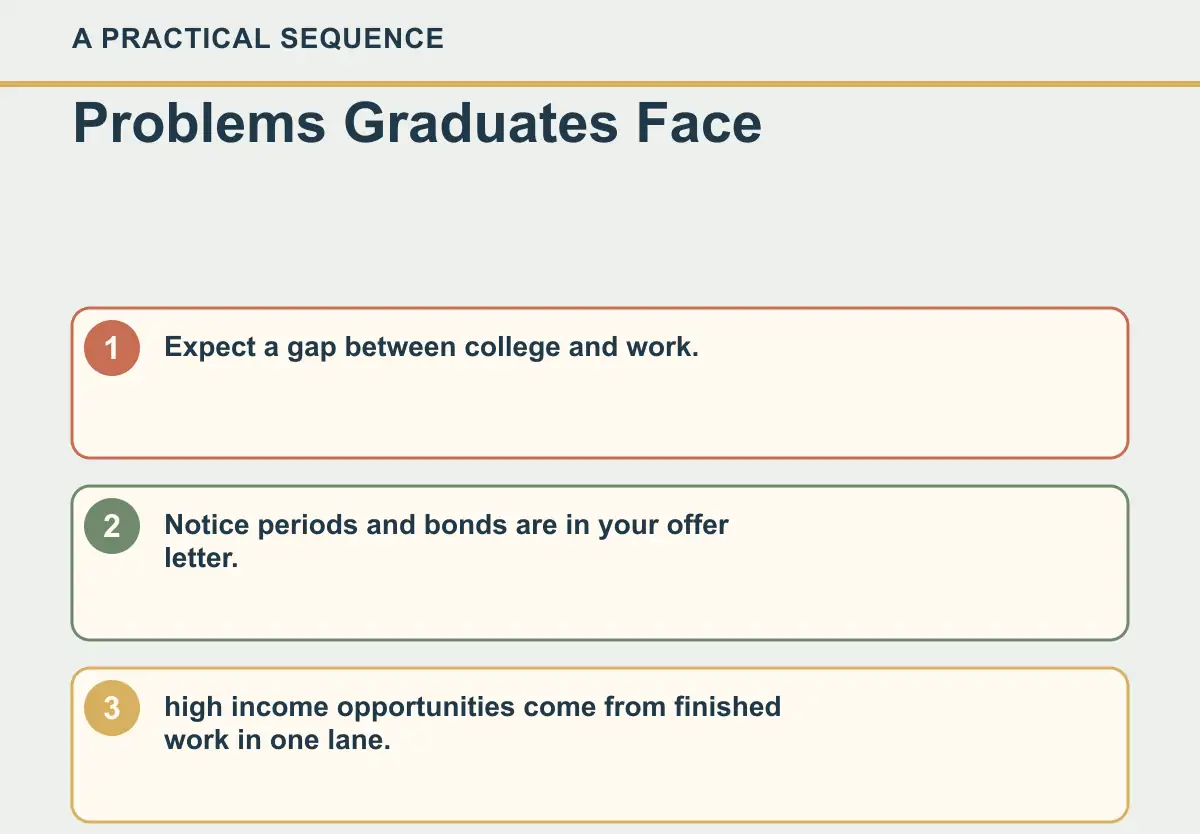 A PRACTICAL SEQUENCE
Problems Graduates Face
1
Expect a gap between college and work.
2
Notice periods and bonds are in your offer
letter.
3
high income opportunities come from finished
work in one lane.